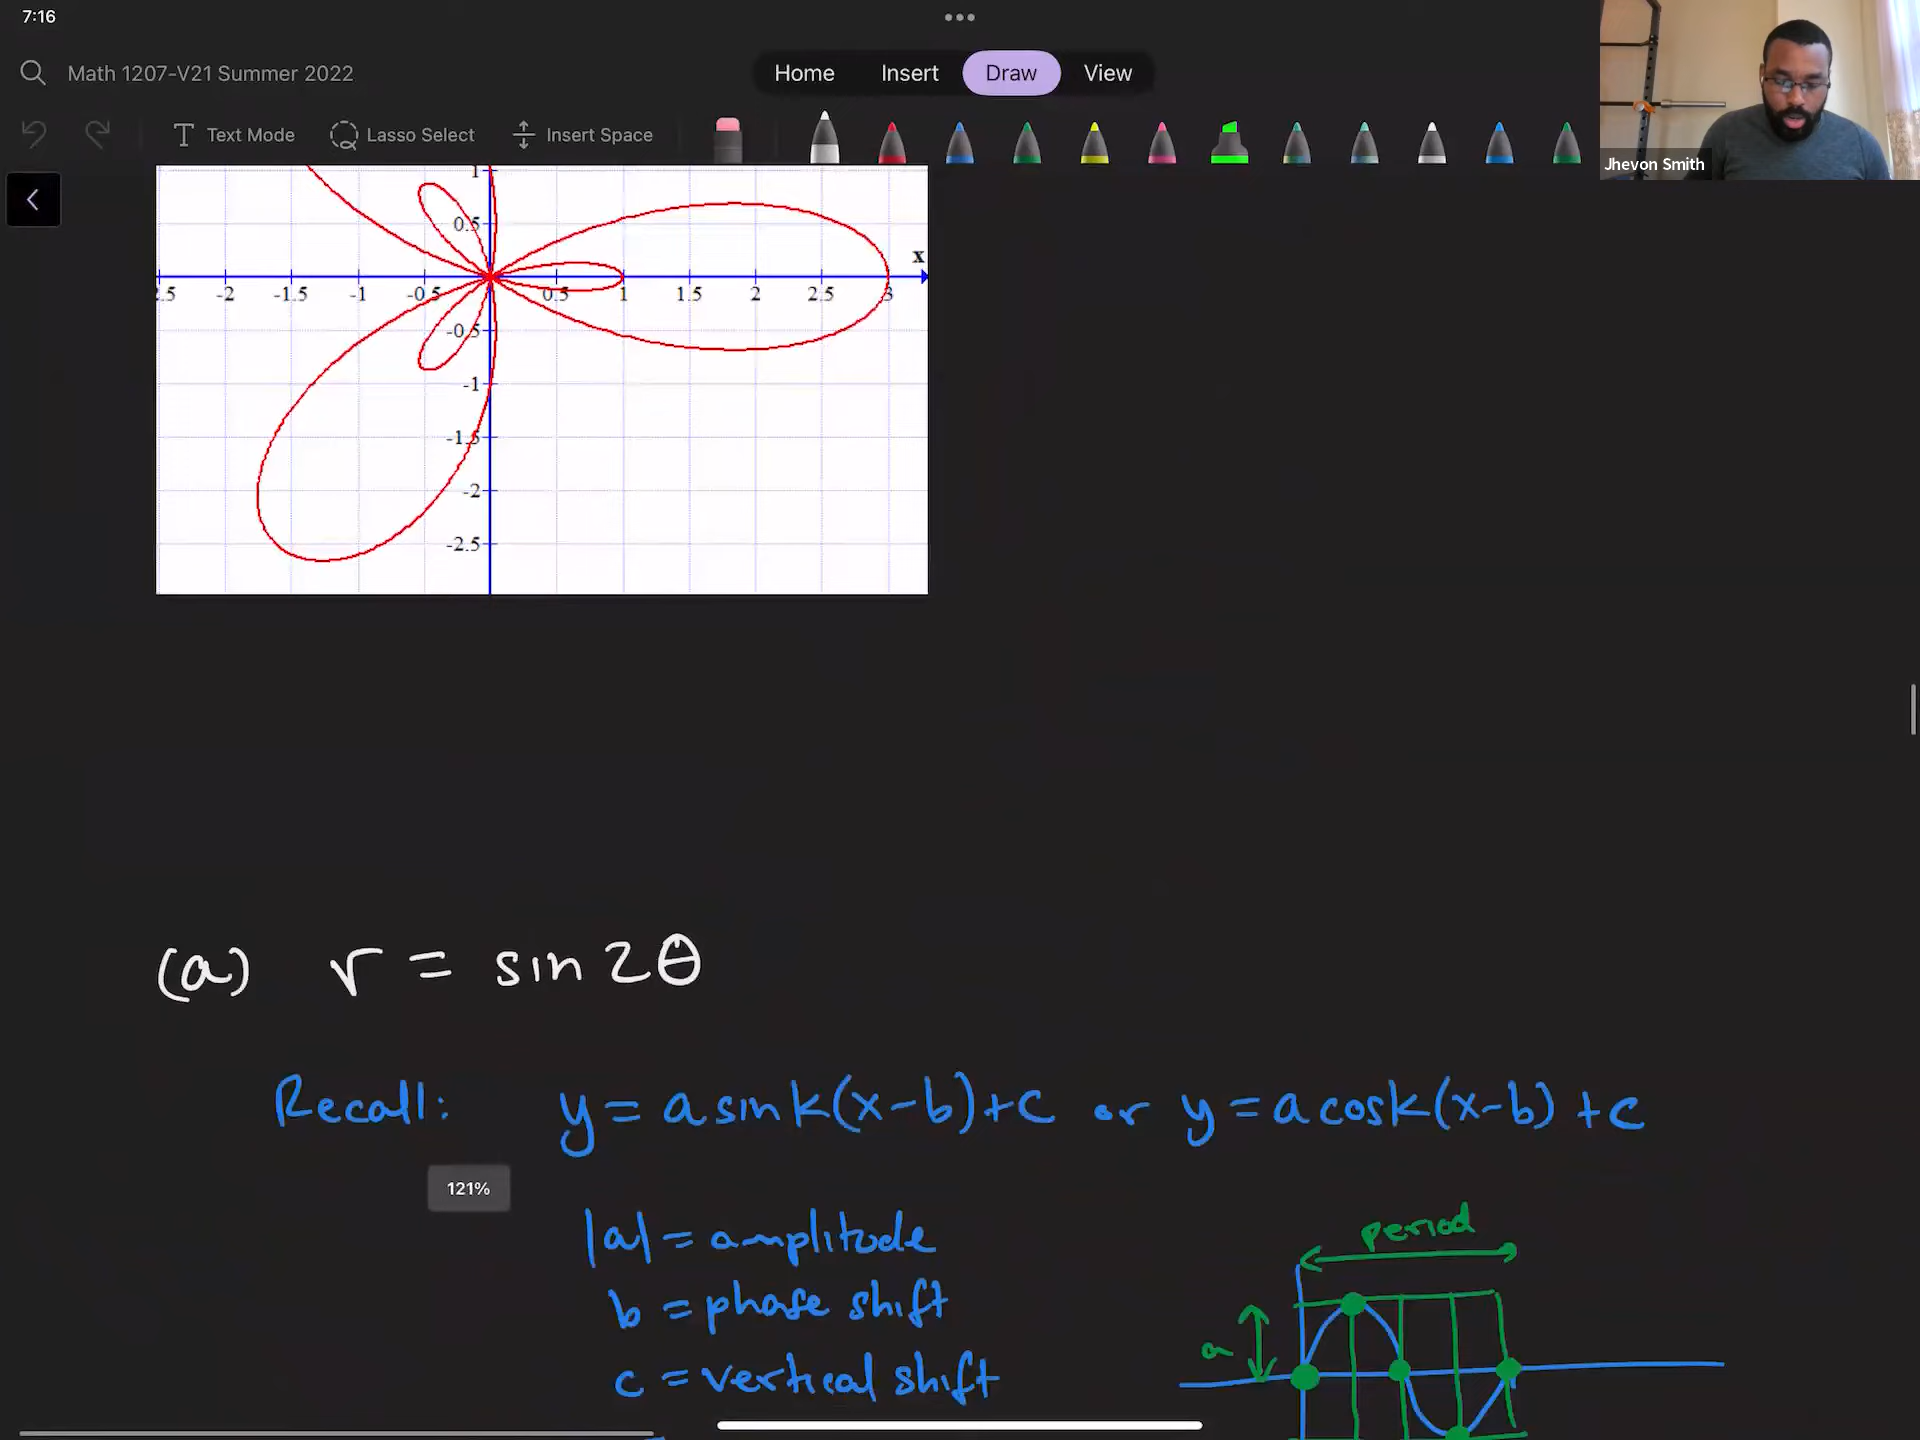 7:16
Math 1207-V21 Summer 2022
Home Insert Draw View
Text Mode Lasso Select Insert Space
Jhevon Smith
1
0.5
x
2.5 -2 -1.5 -1 -0.5 0.5 1 1.5 2 2.5 3
-0.5
-1
-1.5
-2
-2.5
(a) r = sin 2θ
Recall: y = a sin k(x-b)+c or y = a cos k(x-b) + c
121%
|a| = amplitude
period
b = phase shift
a
c = vertical shift